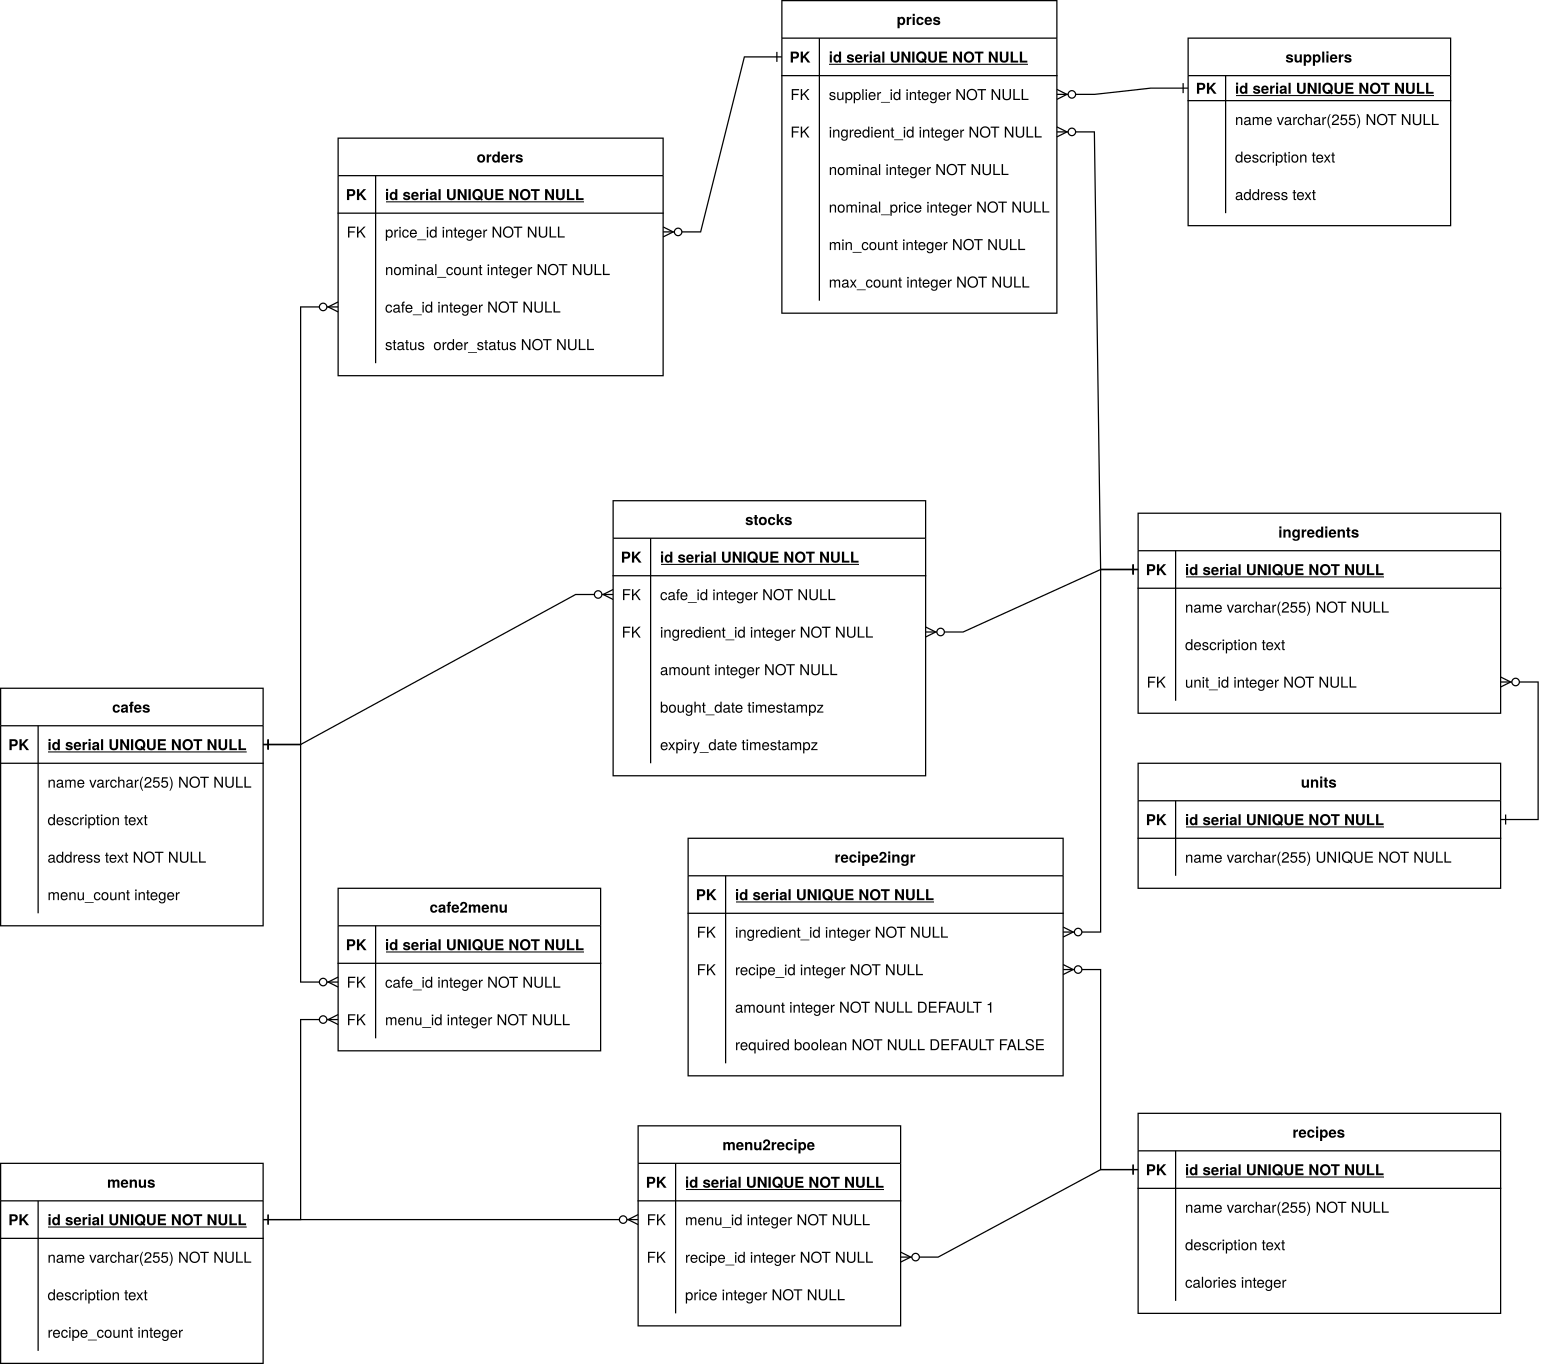 prices
PK id serial UNIQUE NOT NULL
FK supplier_id integer NOT NULL
FK ingredient_id integer NOT NULL
nominal integer NOT NULL
nominal_price integer NOT NULL
min_count integer NOT NULL
max_count integer NOT NULL
suppliers
PK id serial UNIQUE NOT NULL
name varchar(255) NOT NULL
description text
address text
orders
PK id serial UNIQUE NOT NULL
FK price_id integer NOT NULL
nominal_count integer NOT NULL
cafe_id integer NOT NULL
status order_status NOT NULL
stocks
PK id serial UNIQUE NOT NULL
FK cafe_id integer NOT NULL
FK ingredient_id integer NOT NULL
amount integer NOT NULL
bought_date timestampz
expiry_date timestampz
ingredients
PK id serial UNIQUE NOT NULL
name varchar(255) NOT NULL
description text
FK unit_id integer NOT NULL
cafes
PK id serial UNIQUE NOT NULL
name varchar(255) NOT NULL
description text
address text NOT NULL
menu_count integer
units
PK id serial UNIQUE NOT NULL
name varchar(255) UNIQUE NOT NULL
recipe2ingr
PK id serial UNIQUE NOT NULL
FK ingredient_id integer NOT NULL
FK recipe_id integer NOT NULL
amount integer NOT NULL DEFAULT 1
required boolean NOT NULL DEFAULT FALSE
cafe2menu
PK id serial UNIQUE NOT NULL
FK cafe_id integer NOT NULL
FK menu_id integer NOT NULL
menu2recipe
PK id serial UNIQUE NOT NULL
FK menu_id integer NOT NULL
FK recipe_id integer NOT NULL
price integer NOT NULL
recipes
PK id serial UNIQUE NOT NULL
name varchar(255) NOT NULL
description text
calories integer
menus
PK id serial UNIQUE NOT NULL
name varchar(255) NOT NULL
description text
recipe_count integer